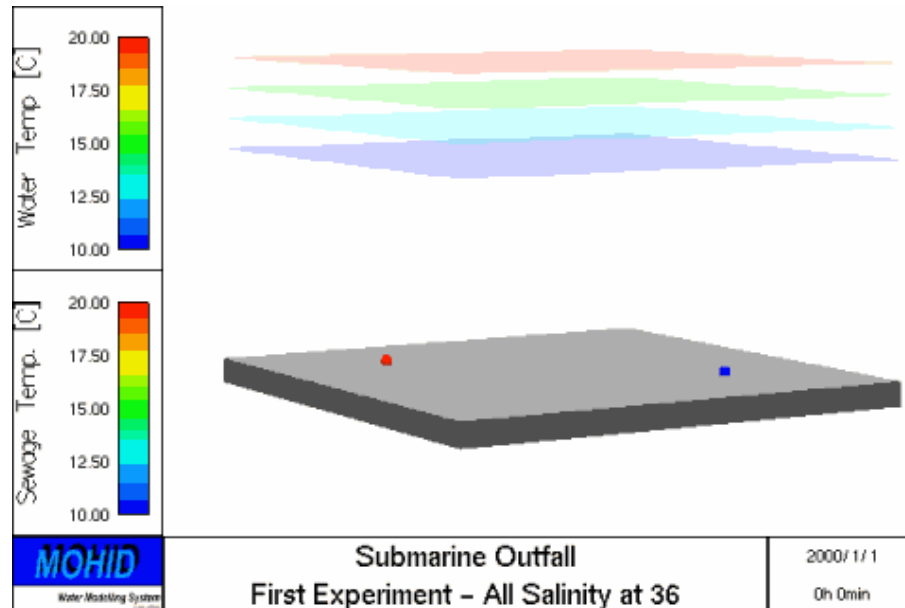 Water Temp [C]
20.00
17.50
15.00
12.50
10.00
Sewage Temp. [C]
20.00
17.50
15.00
12.50
10.00
MOHID
Water Modelling System
Submarine Outfall
First Experiment - All Salinity at 36
2000/1/1
0h 0min